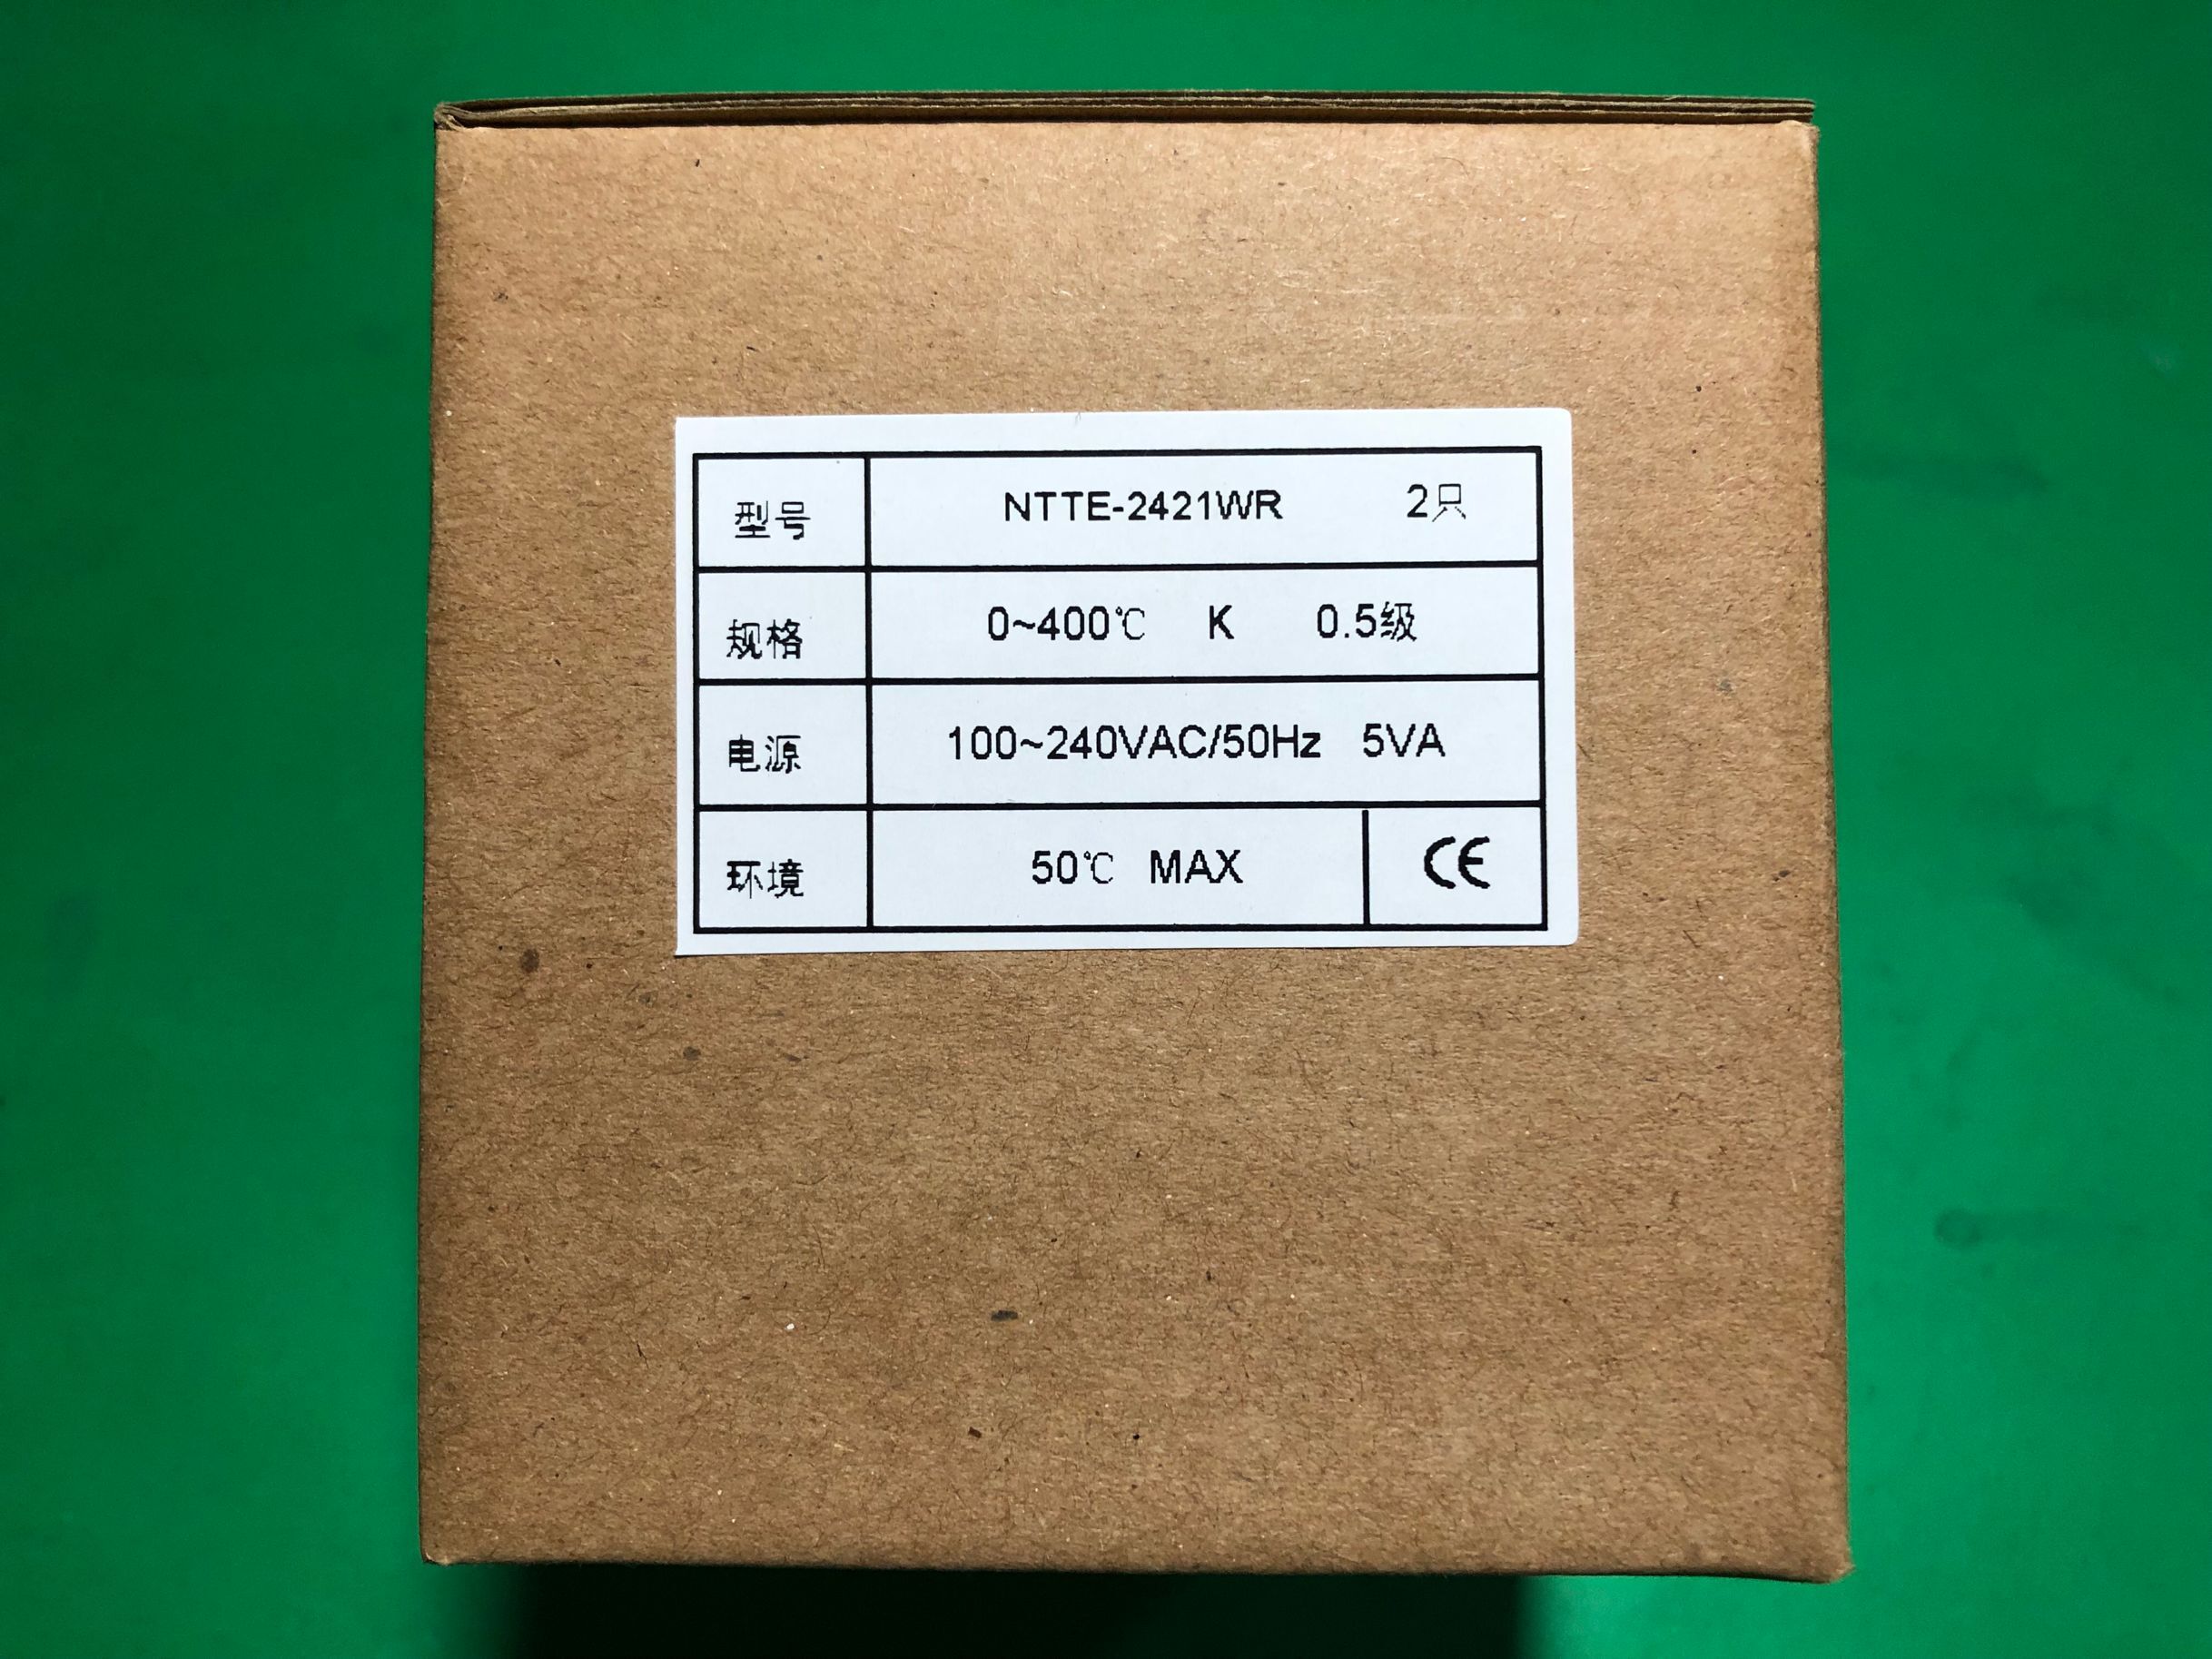 型号 NTTE-2421WR 2只
规格 0~400℃ K 0.5级
电源 100~240VAC/50Hz 5VA
环境 50℃ MAX CE